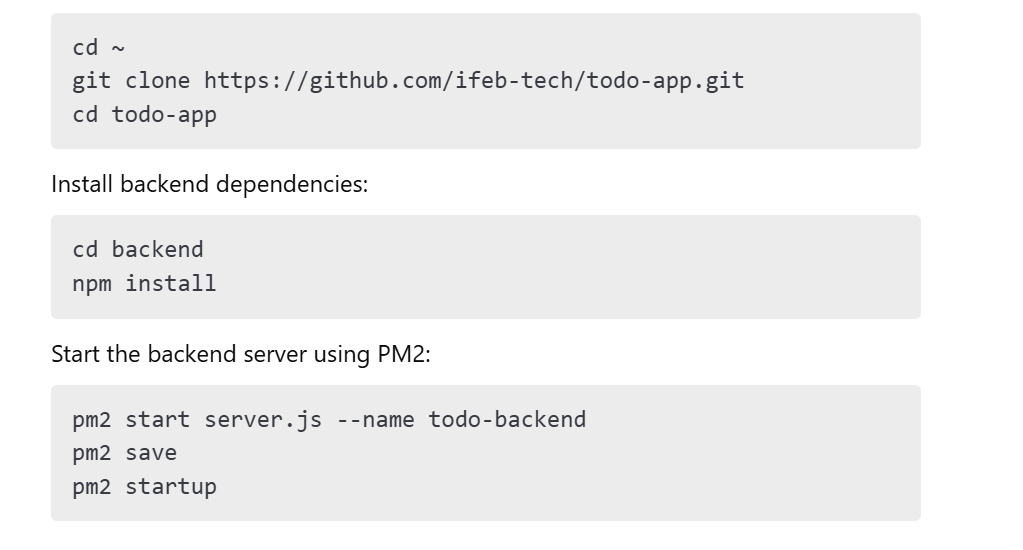 cd ~
git clone https://github.com/ifeb-tech/todo-app.git
cd todo-app
Install backend dependencies:
cd backend
npm install
Start the backend server using PM2:
pm2 start server.js --name todo-backend
pm2 save
pm2 startup